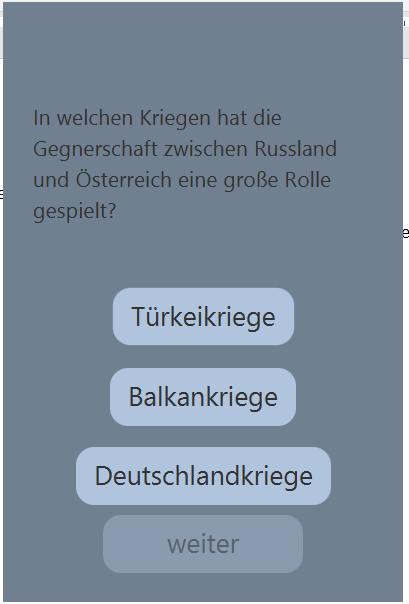 In welchen Kriegen hat die
Gegnerschaft zwischen Russland
und Österreich eine große Rolle
gespielt?
Türkeikriege
Balkankriege
Deutschlandkriege
weiter